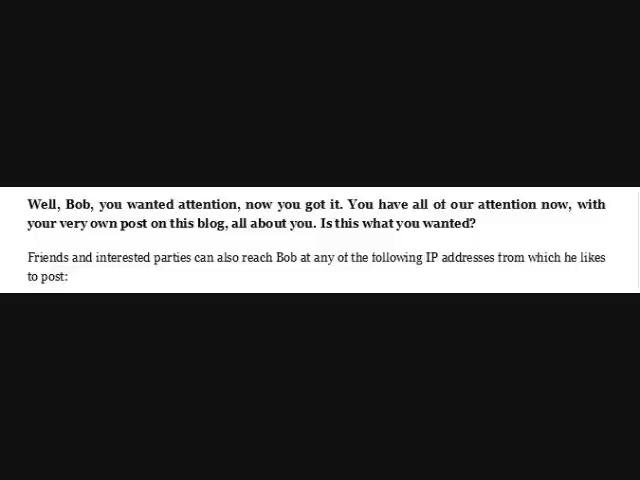 Well, Bob, you wanted attention, now you got it. You have all of our attention now, with
your very own post on this blog, all about you. Is this what you wanted?
Friends and interested parties can also reach Bob at any of the following IP addresses from which he likes
to post: